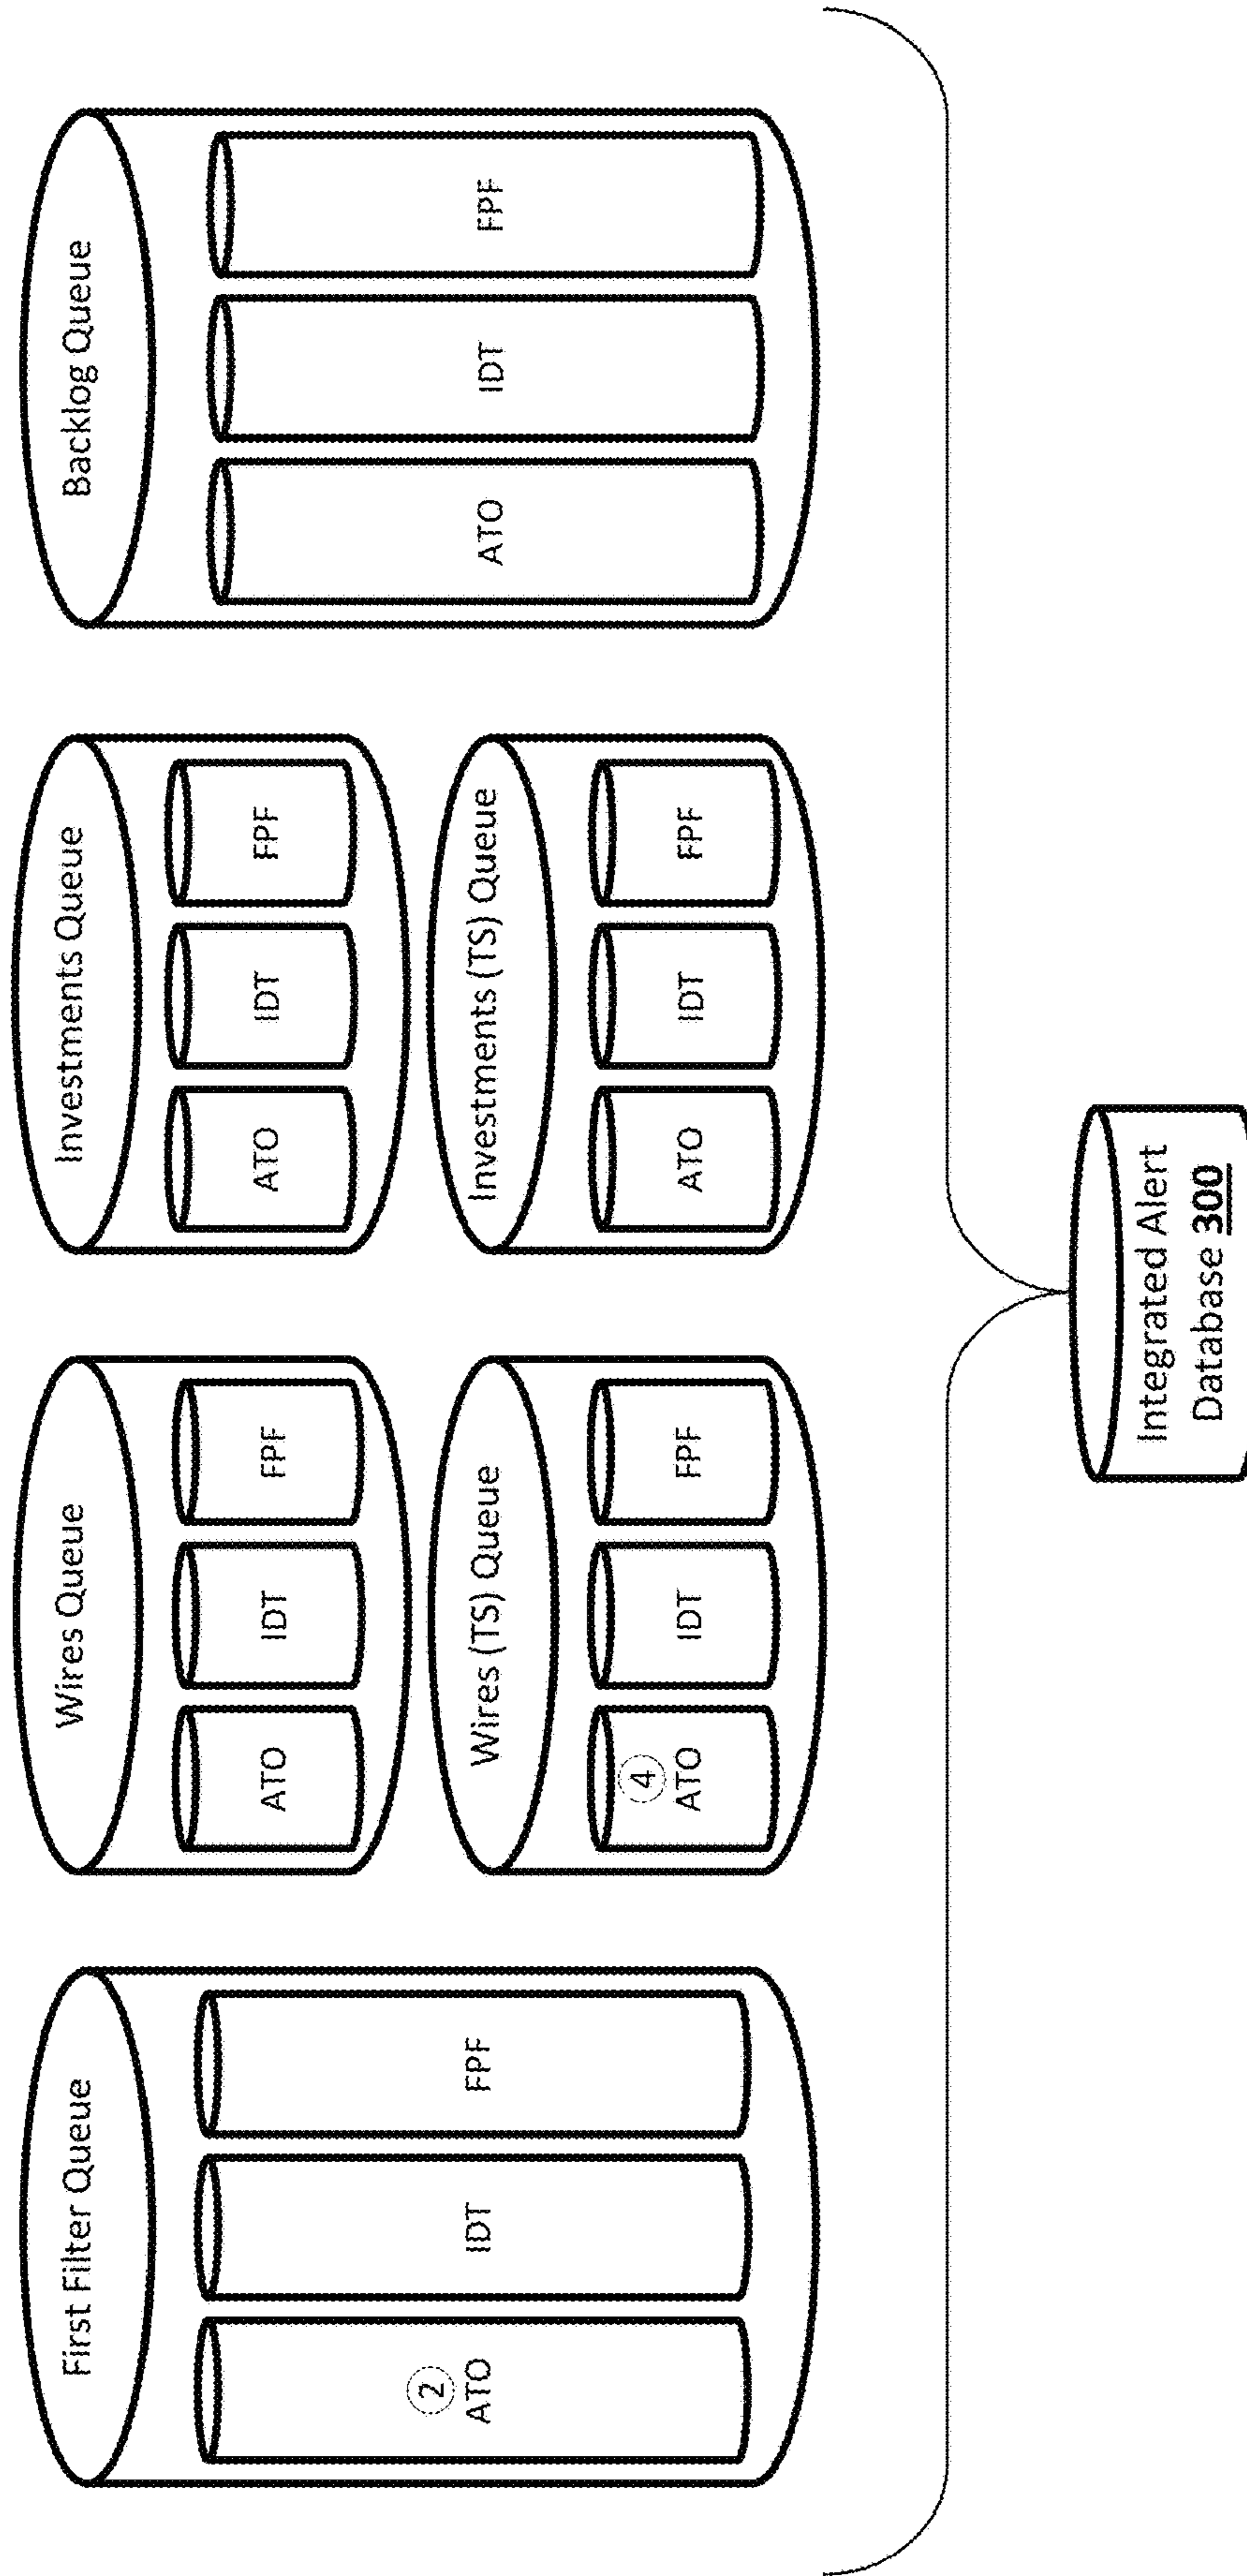 First Filter Queue
2
ATO
IDT
FPF
Wires Queue
ATO
IDT
FPF
Wires (TS) Queue
4
ATO
IDT
FPF
Investments Queue
ATO
IDT
FPF
Investments (TS) Queue
ATO
IDT
FPF
Backlog Queue
ATO
IDT
FPF
Integrated Alert
Database 300